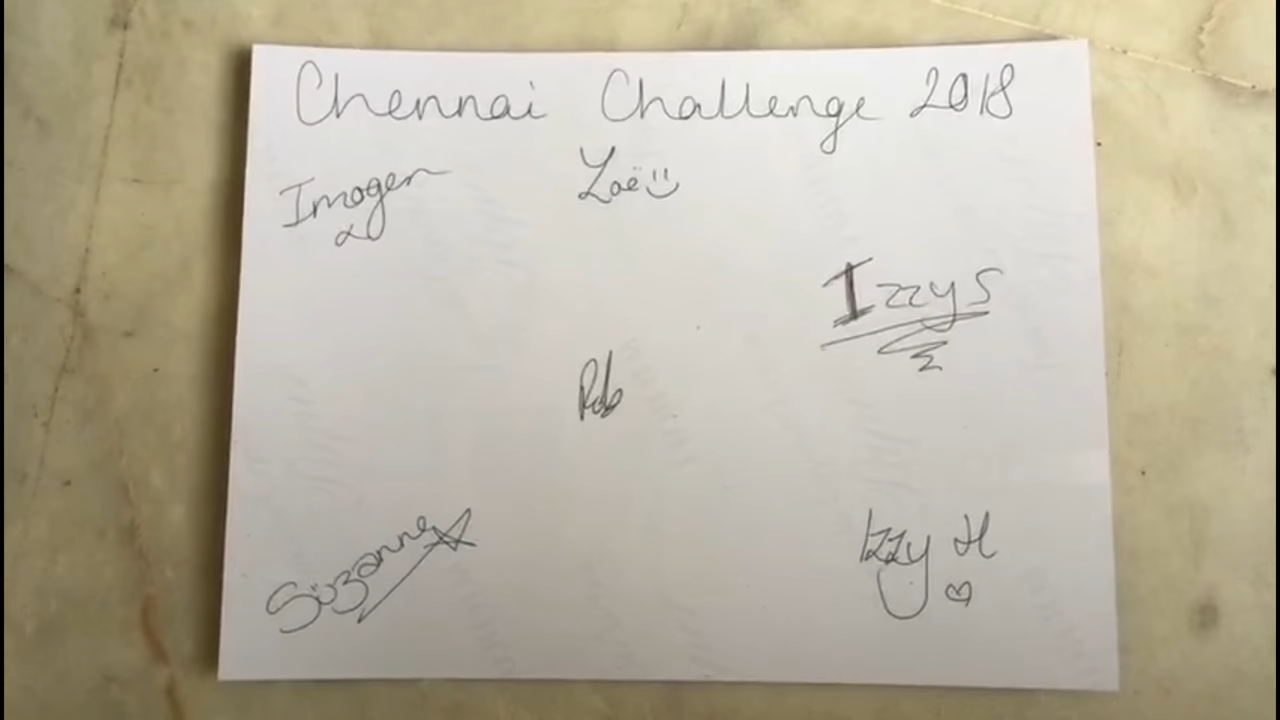 Chennai Challenge 2018
Imogen
Zoë
Izzy S
Rob
Suzanne
Izzy H